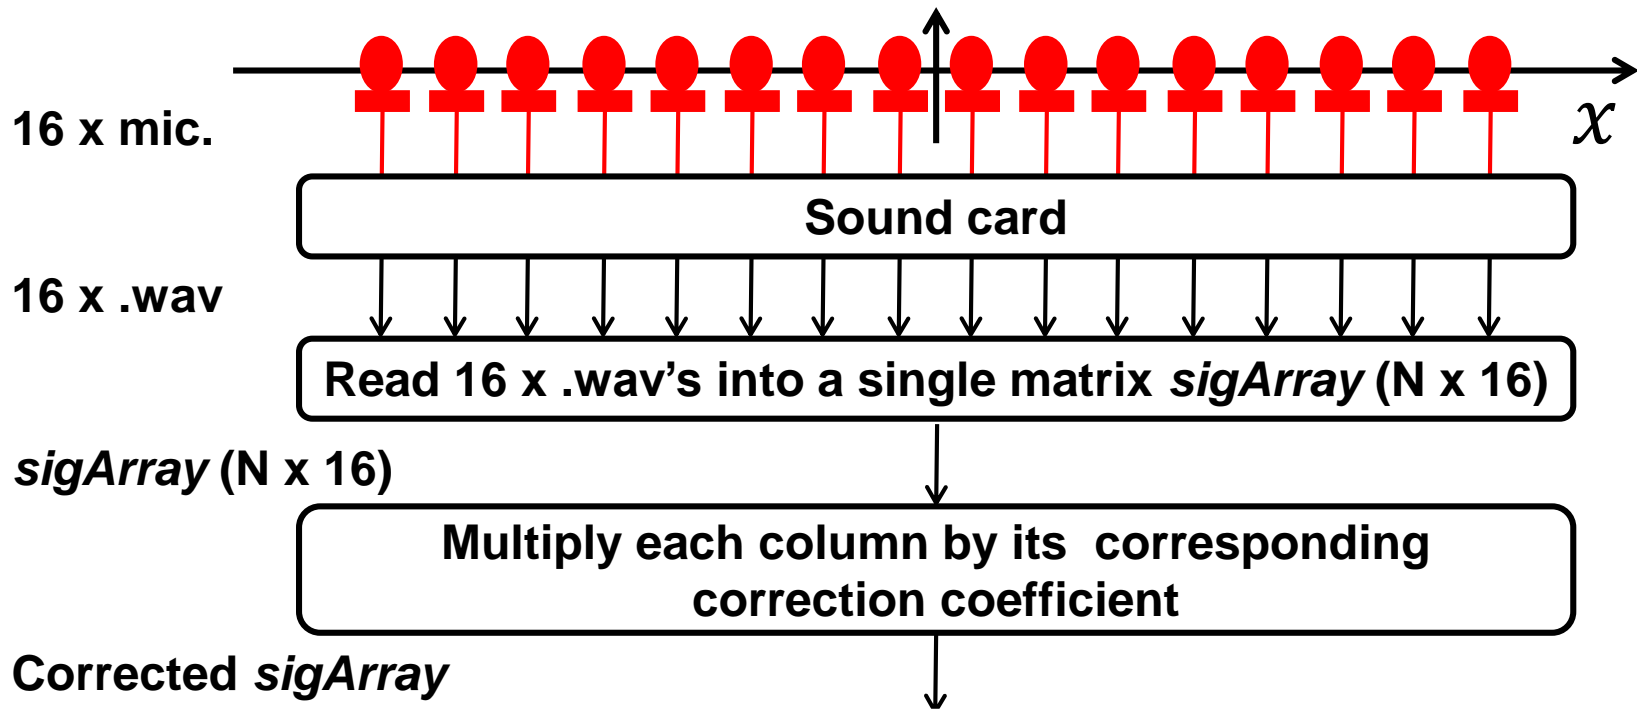 x
16 x mic.
Sound card
16 x .wav
Read 16 x .wav’s into a single matrix sigArray (N x 16)
sigArray (N x 16)
Multiply each column by its  corresponding
correction coefficient
Corrected sigArray